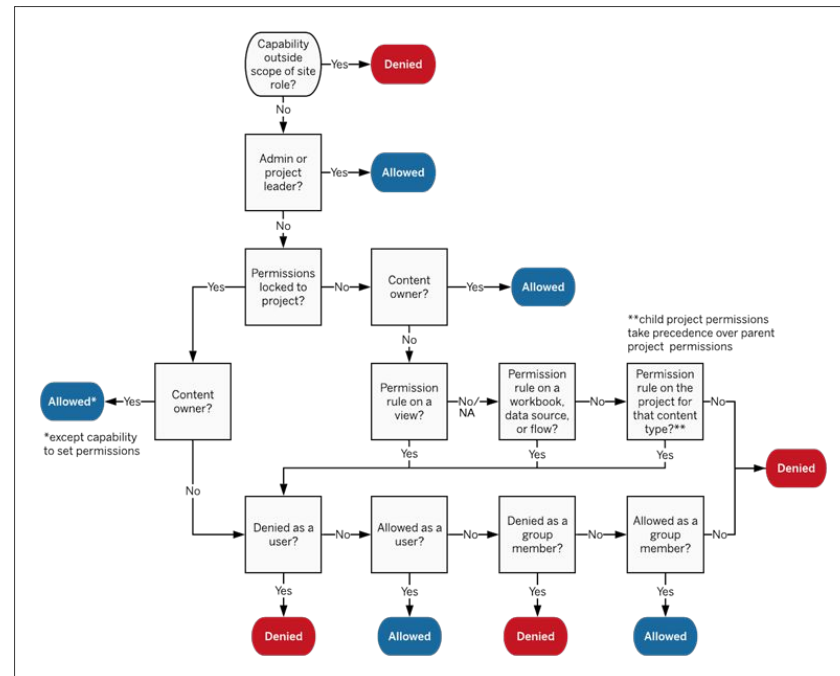 Capability
outside
scope of site
role?
Yes
Denied
No
Admin or
project
leader?
Yes
Allowed
No
Permissions
locked to
project?
Yes
No
Content
owner?
Yes
Allowed
**child project permissions
take precedence over parent
project permissions
No
Allowed*
Yes
Content
owner?
*except capability
to set permissions
Permission
rule on a
view?
No/
NA
Permission
rule on a
workbook,
data source,
or flow?
No
Permission
rule on the
project for
that content
type?**
No
Yes
Yes
Yes
Denied
No
Denied as a
user?
No
Allowed as a
user?
No
Denied as a
group
member?
No
Allowed as a
group
member?
No
Yes
Yes
Yes
Yes
Denied
Allowed
Denied
Allowed